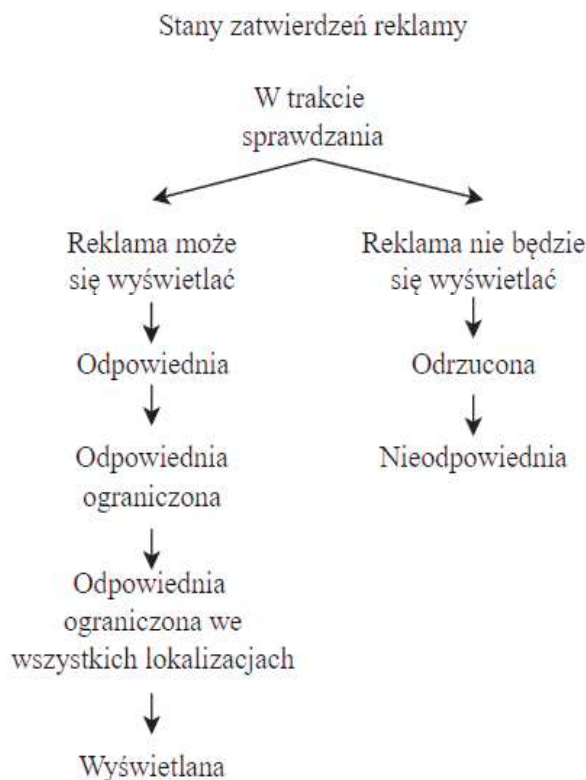 Stany zatwierdzeń reklamy
W trakcie
sprawdzania
Reklama może
się wyświetlać
Reklama nie będzie
się wyświetlać
Odpowiednia
Odrzucona
Odpowiednia
ograniczona
Nieodpowiednia
Odpowiednia
ograniczona we
wszystkich lokalizacjach
Wyświetlana